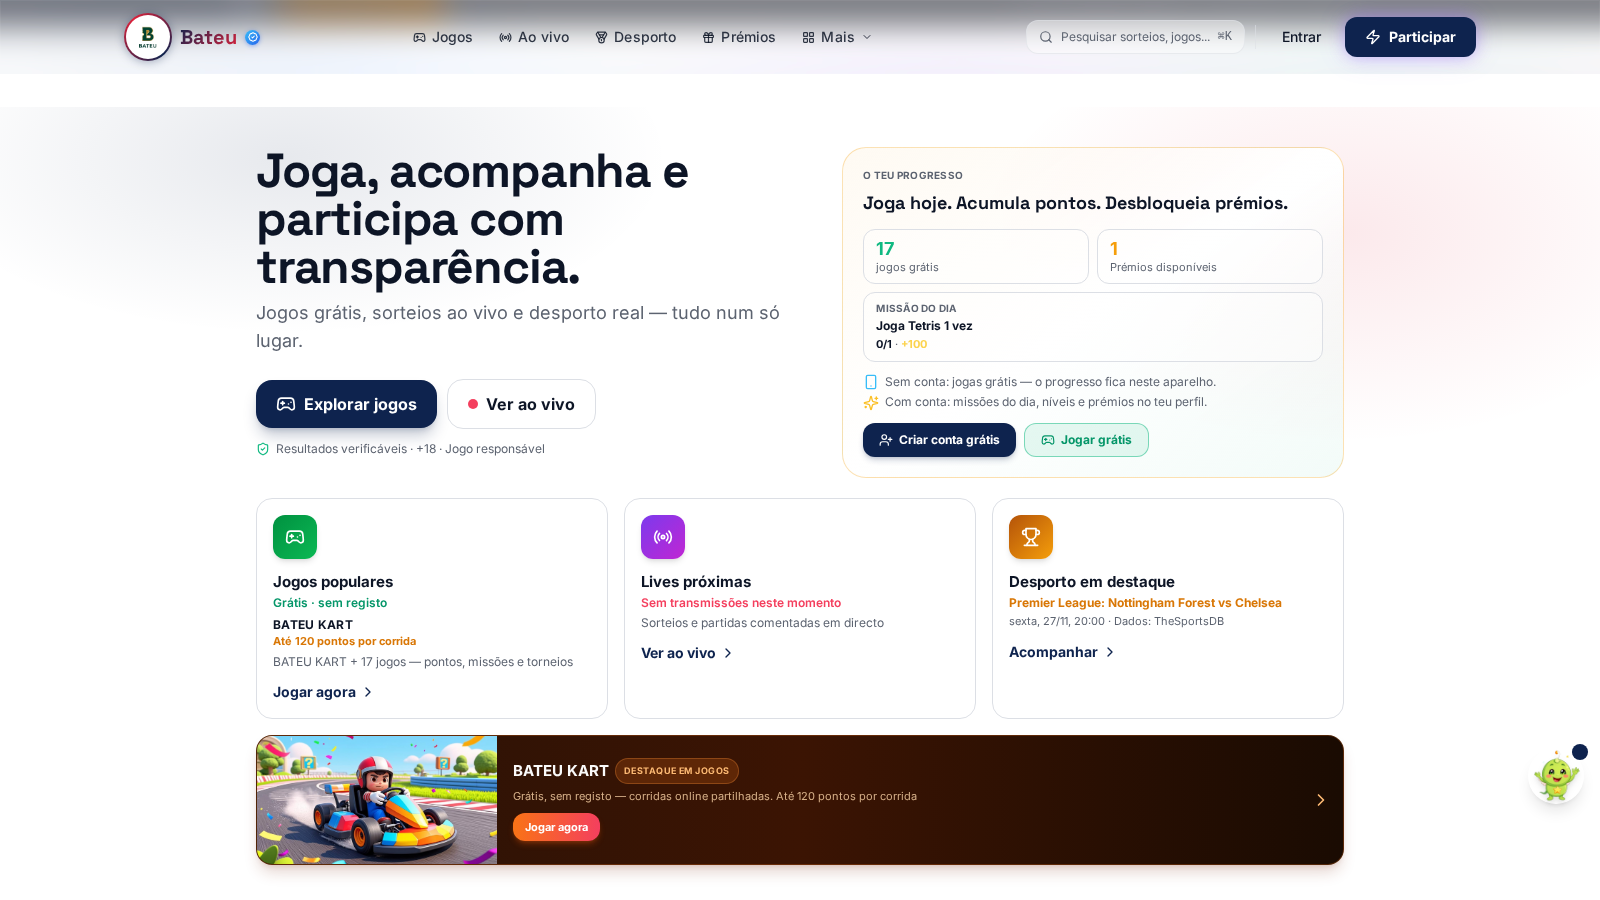 B
BATEU
Bateu
Jogos
Ao vivo
Desporto
Prémios
Mais
Pesquisar sorteios, jogos... ⌘K
Entrar
Participar
Joga, acompanha e
participa com
transparência.
Jogos grátis, sorteios ao vivo e desporto real — tudo num só
lugar.
Explorar jogos
Ver ao vivo
Resultados verificáveis · +18 · Jogo responsável
O TEU PROGRESSO
Joga hoje. Acumula pontos. Desbloqueia prémios.
17
jogos grátis
1
Prémios disponíveis
MISSÃO DO DIA
Joga Tetris 1 vez
0/1 · +100
Sem conta: jogas grátis — o progresso fica neste aparelho.
Com conta: missões do dia, níveis e prémios no teu perfil.
Criar conta grátis
Jogar grátis
Jogos populares
Grátis · sem registo
BATEU KART
Até 120 pontos por corrida
BATEU KART + 17 jogos — pontos, missões e torneios
Jogar agora
Lives próximas
Sem transmissões neste momento
Sorteios e partidas comentadas em directo
Ver ao vivo
Desporto em destaque
Premier League: Nottingham Forest vs Chelsea
sexta, 27/11, 20:00 · Dados: TheSportsDB
Acompanhar
? ?
BATEU KART
DESTAQUE EM JOGOS
Grátis, sem registo — corridas online partilhadas. Até 120 pontos por corrida
Jogar agora